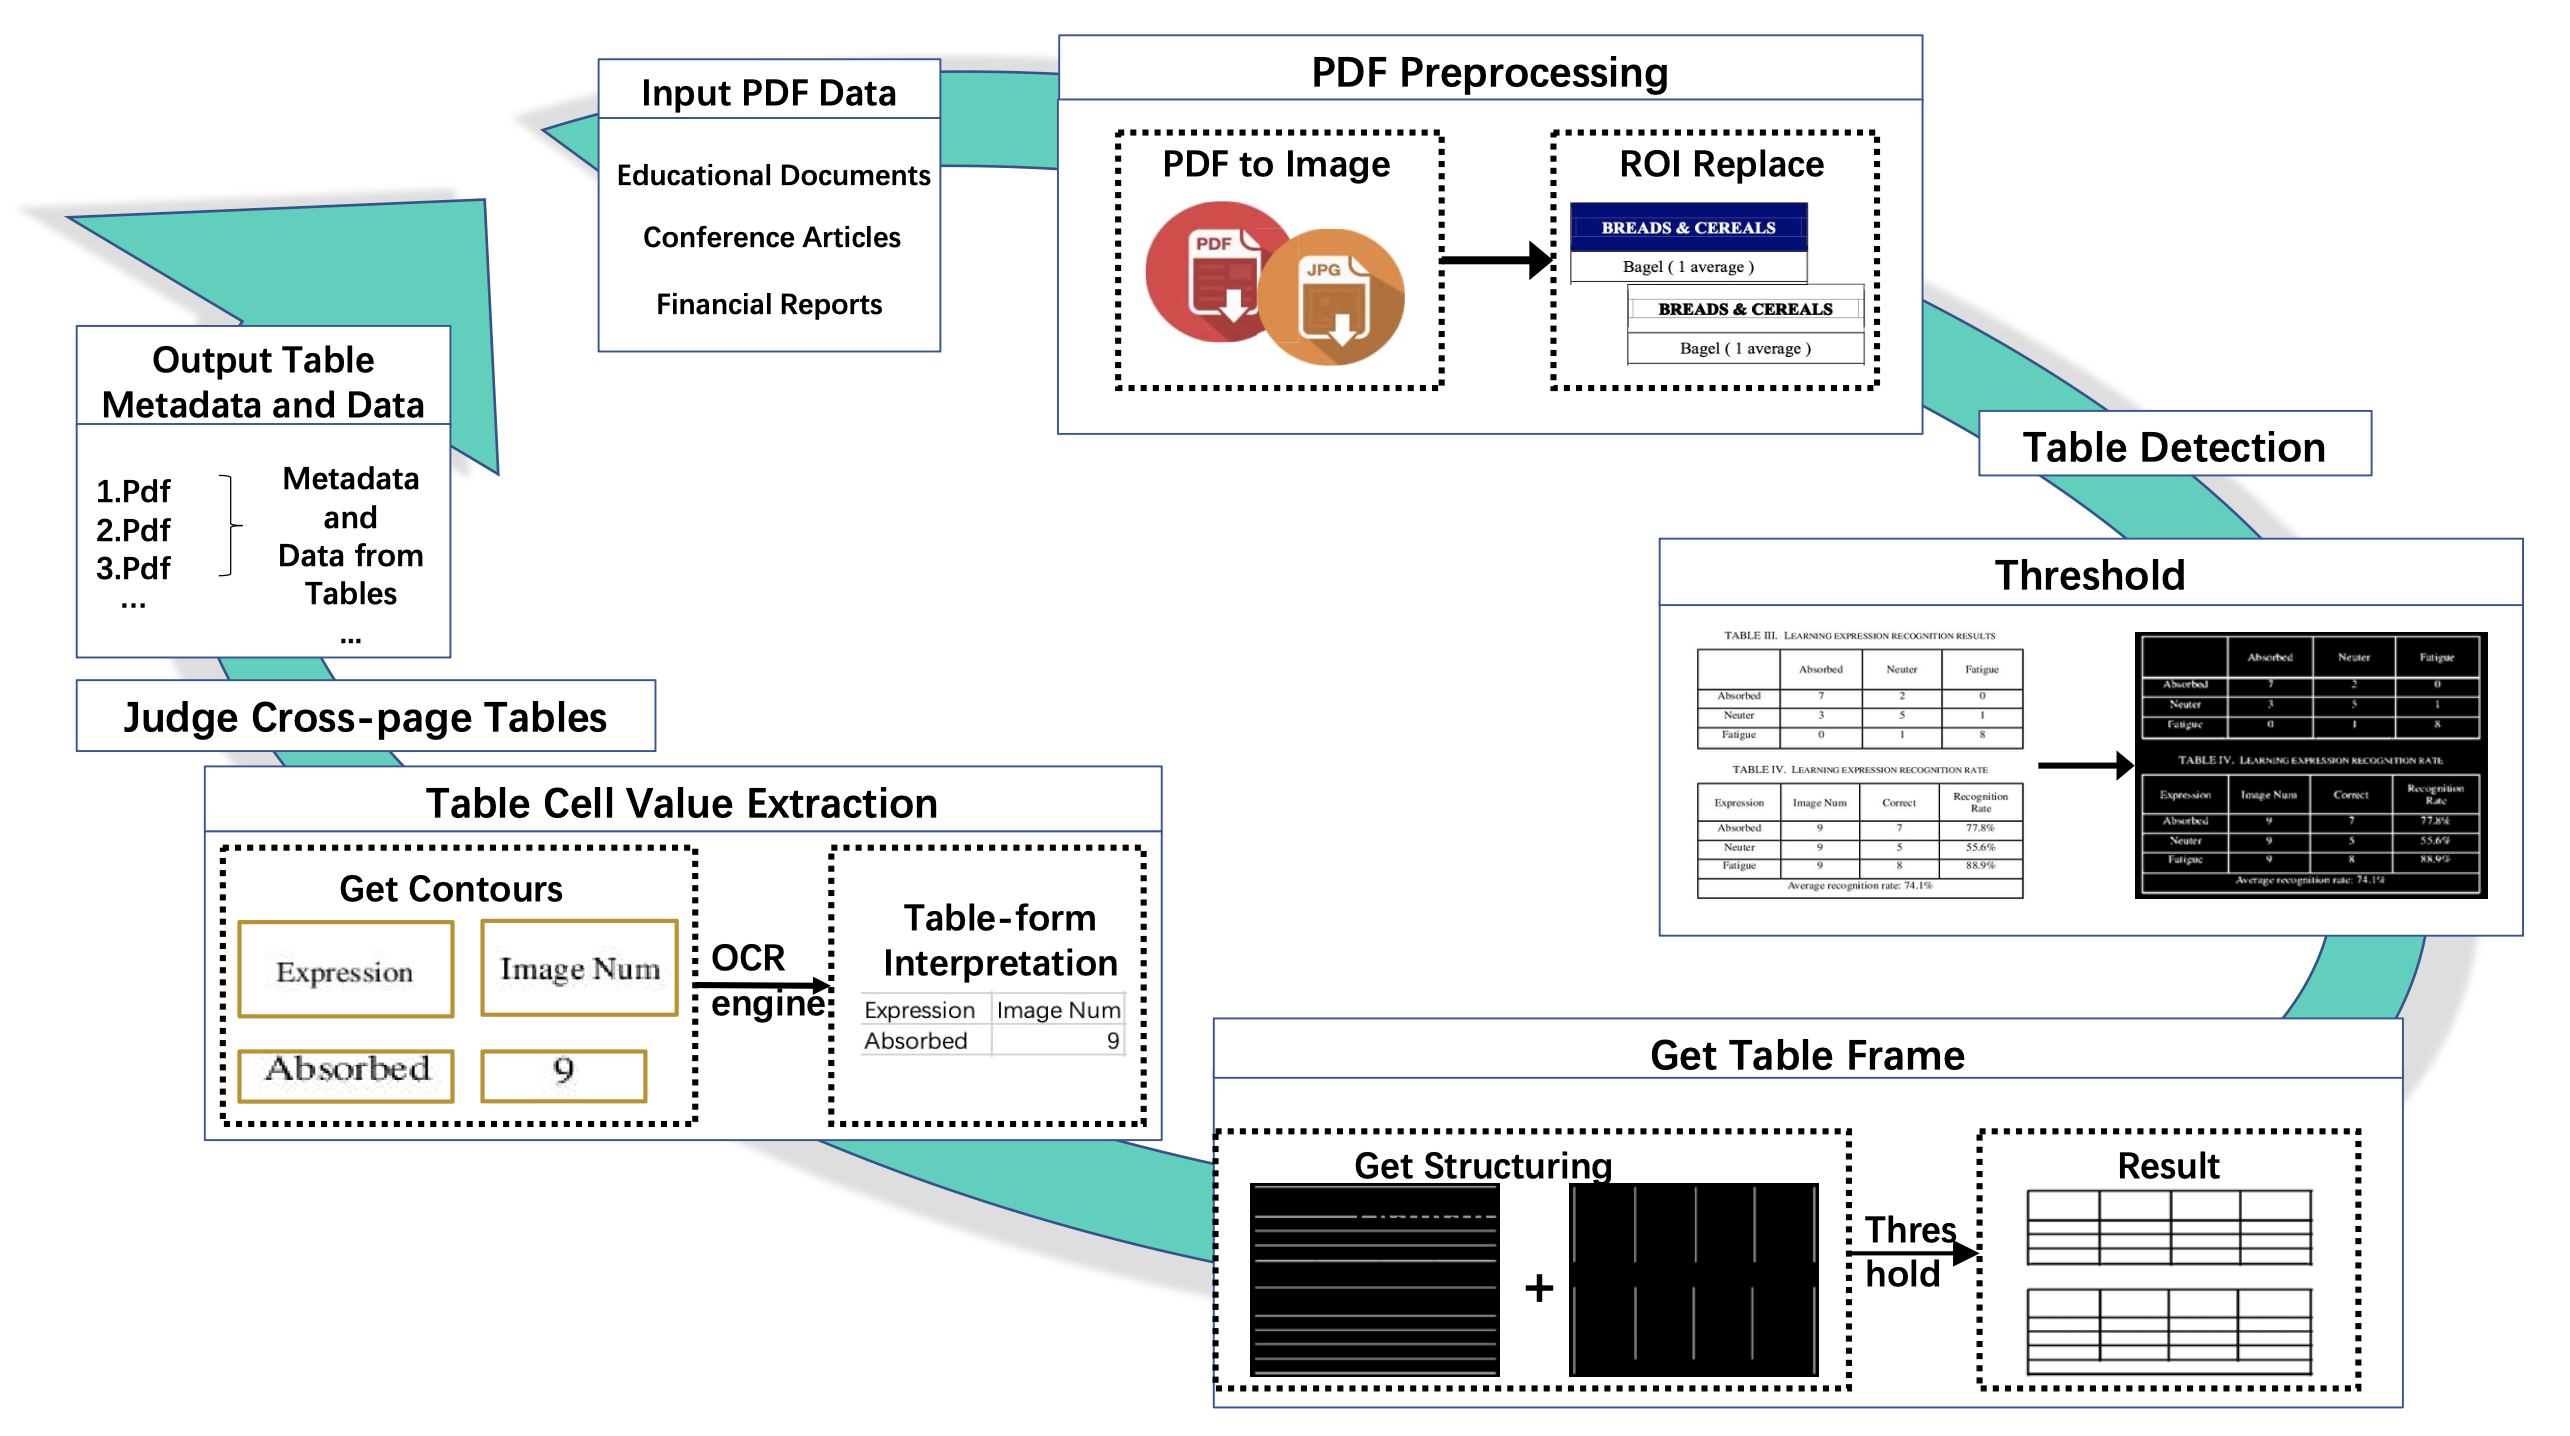 Input PDF Data
Educational Documents
Conference Articles
Financial Reports
PDF Preprocessing
PDF to Image
PDF
JPG
ROI Replace
BREADS & CEREALS
Bagel ( 1 average )
BREADS & CEREALS
Bagel ( 1 average )
Table Detection
Threshold
TABLE III. LEARNING EXPRESSION RECOGNITION RESULTS
Absorbed Neuter Fatigue
Absorbed 7 2 0
Neuter 3 5 1
Fatigue 0 1 8
TABLE IV. LEARNING EXPRESSION RECOGNITION RATE
Expression Image Num Correct Recognition
Rate
Absorbed 9 7 77.8%
Neuter 9 5 55.6%
Fatigue 9 8 88.9%
Average recognition rate: 74.1%
Absorbed Neuter Fatigue
Absorbed 7 2 0
Neuter 3 5 1
Fatigue 0 1 8
TABLE IV. LEARNING EXPRESSION RECOGNITION RATE
Expression Image Num Correct Recognition
Rate
Absorbed 9 7 77.8%
Neuter 9 5 55.6%
Fatigue 9 8 88.9%
Average recognition rate: 74.1%
Get Table Frame
Get Structuring
+
Thres
hold
Result
Table Cell Value Extraction
Get Contours
Expression
Image Num
Absorbed
9
OCR
engine
Table-form
Interpretation
Expression Image Num
Absorbed 9
Judge Cross-page Tables
Output Table
Metadata and Data
1.Pdf
2.Pdf
3.Pdf
...
Metadata
and
Data from
Tables
...